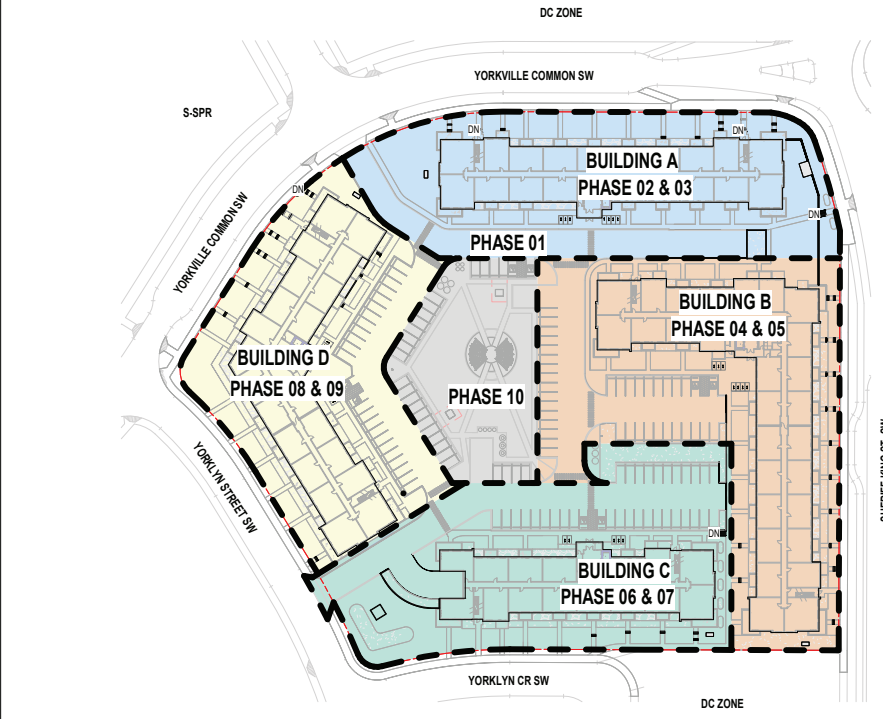 DC ZONE
YORKVILLE COMMON SW
S-SPR
DN
DN
BUILDING A
PHASE 02 & 03
DN
YORKVILLE COMMON SW
DN
PHASE 01
BUILDING B
PHASE 04 & 05
BUILDING D
PHASE 08 & 09
PHASE 10
YORKLYN STREET SW
DN
BUILDING C
PHASE 06 & 07
YORKLYN CR SW
DC ZONE